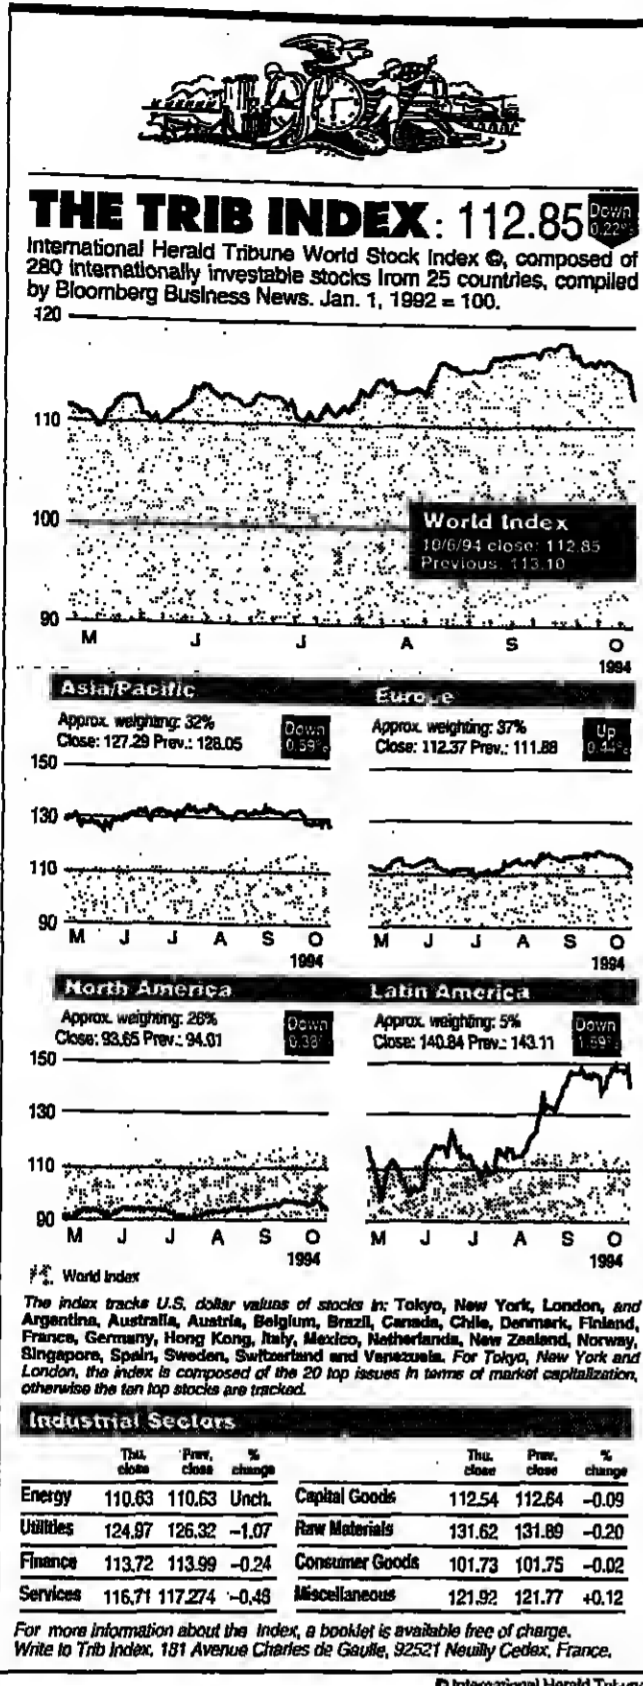 THE TRIB INDEX: 112.85 Down 0.22%
International Herald Tribune World Stock Index ©, composed of
280 internationally investable stocks from 25 countries, compiled
by Bloomberg Business News. Jan. 1, 1992 = 100.
120
110
100
90
World Index
10/6/94 close: 112.85
Previous: 113.10
M J J A S O
1994
Asia/Pacific
Approx. weighting: 32%
Close: 127.29 Prev.: 128.05
Down 0.59%
150
130
110
90
M J J A S O
1994
Europe
Approx. weighting: 37%
Close: 112.37 Prev.: 111.88
Up 0.44%
M J J A S O
1994
North America
Approx. weighting: 26%
Close: 93.65 Prev.: 94.01
Down 0.38%
150
130
110
90
M J J A S O
1994
Latin America
Approx. weighting: 5%
Close: 140.84 Prev.: 143.11
Down 1.59%
M J J A S O
1994
World Index
The index tracks U.S. dollar values of stocks in: Tokyo, New York, London, and
Argentina, Australia, Austria, Belgium, Brazil, Canada, Chile, Denmark, Finland,
France, Germany, Hong Kong, Italy, Mexico, Netherlands, New Zealand, Norway,
Singapore, Spain, Sweden, Switzerland and Venezuela. For Tokyo, New York and
London, the index is composed of the 20 top issues in terms of market capitalization,
otherwise the ten top stocks are tracked.
Industrial Sectors
Thu. close Prev. close % change Thu. close Prev. close % change
Energy 110.63 110.63 Unch. Capital Goods 112.54 112.64 –0.09
Utilities 124.97 126.32 –1.07 Raw Materials 131.62 131.89 –0.20
Finance 113.72 113.99 –0.24 Consumer Goods 101.73 101.75 –0.02
Services 116.71 117.274 –0.48 Miscellaneous 121.92 121.77 +0.12
For more information about the Index, a booklet is available free of charge.
Write to Trib Index, 181 Avenue Charles de Gaulle, 92521 Neuilly Cedex, France.
© International Herald Tribune